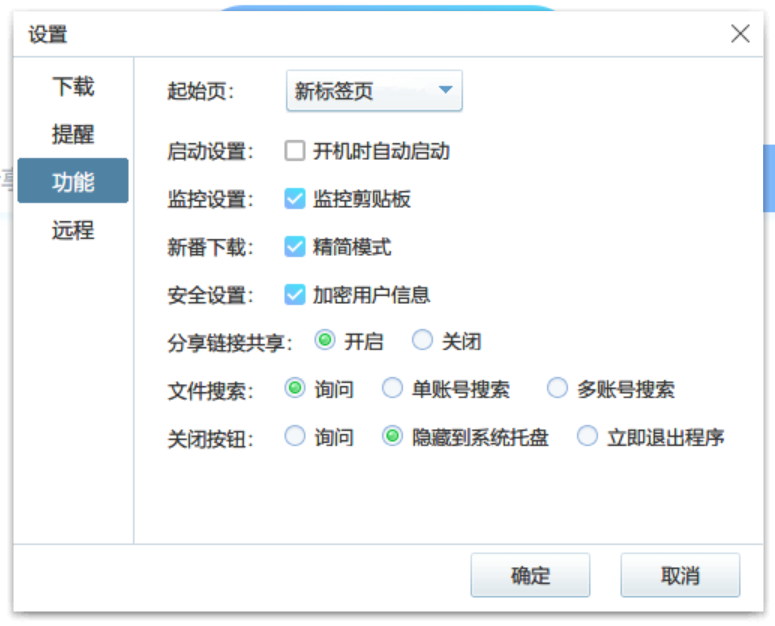 设置
下载
提醒
功能
远程
起始页： 新标签页
启动设置： 开机时自动启动
监控设置： 监控剪贴板
新番下载： 精简模式
安全设置： 加密用户信息
分享链接共享： 开启 关闭
文件搜索： 询问 单账号搜索 多账号搜索
关闭按钮： 询问 隐藏到系统托盘 立即退出程序
确定 取消